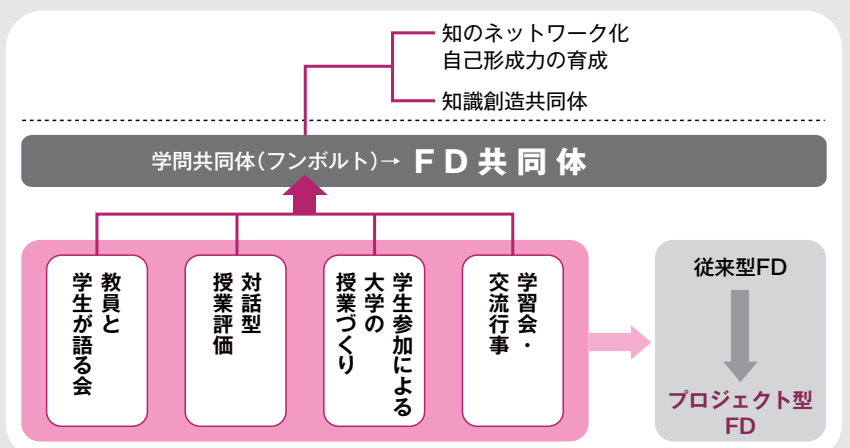 知のネットワーク化
自己形成力の育成
知識創造共同体
学問共同体(フンボルト)→ FD共同体
教員と
学生が語る会
対話型
授業評価
学生参加による
大学の
授業づくり
学習会・
交流行事
従来型FD
プロジェクト型
FD